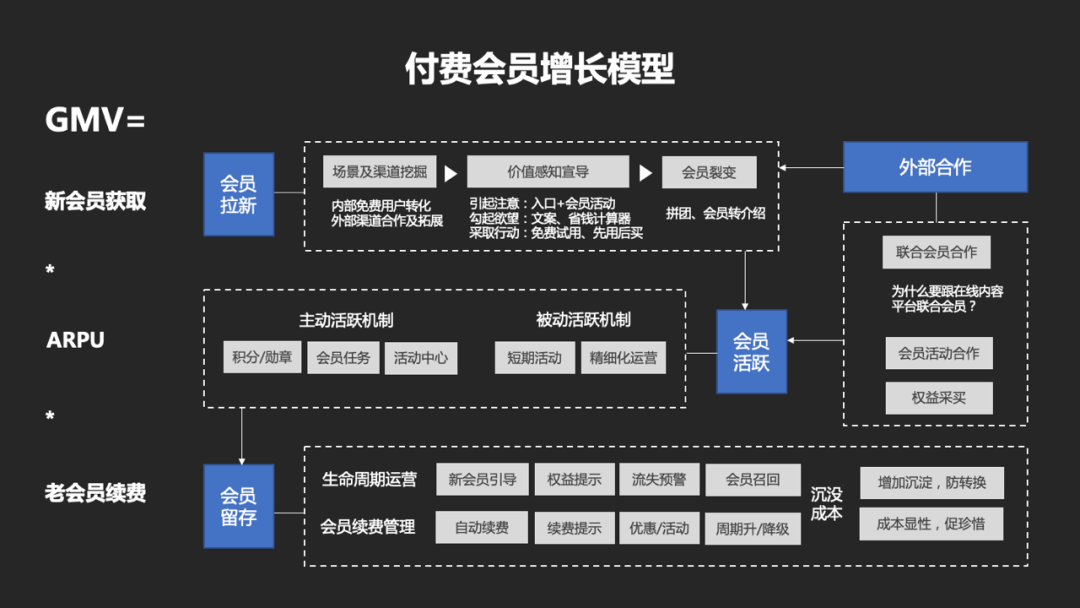 付费会员增长模型
GMV=
新会员获取
*
ARPU
*
老会员续费
会员
拉新
场景及渠道挖掘
内部免费用户转化
外部渠道合作及拓展
价值感知宣导
引起注意：入口+会员活动
勾起欲望：文案、省钱计算器
采取行动：免费试用、先用后买
会员裂变
拼团、会员转介绍
外部合作
联合会员合作
为什么要跟在线内容
平台联合会员？
会员活动合作
权益采买
主动活跃机制
积分/勋章
会员任务
活动中心
被动活跃机制
短期活动
精细化运营
会员
活跃
会员
留存
生命周期运营
新会员引导
权益提示
流失预警
会员召回
会员续费管理
自动续费
续费提示
优惠/活动
周期升/降级
沉没
成本
增加沉淀，防转换
成本显性，促珍惜